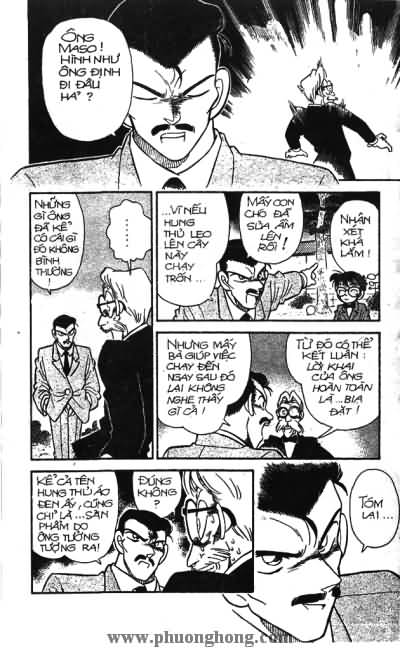 ÔNG
MASO!
HÌNH NHƯ
ÔNG ĐỊNH
ĐI ĐÂU
HẢ?
NHẬN
XÉT
KHÁ
LẮM!
MẤY CON
CHÓ ĐÃ
SỦA ẦM
LÊN
RỒI!
...VÌ NẾU
HUNG
THỦ LEO
LÊN CÂY
NÀY
CHẠY
TRỐN...
......
NHỮNG
GÌ ÔNG
ĐÃ KỂ
CÓ CÁI GÌ
ĐÓ KHÔNG
BÌNH
THƯỜNG!
TỪ ĐÓ CÓ THỂ
KẾT LUẬN:
LỜI KHAI
CỦA ÔNG
HOÀN TOÀN
LÀ...BỊA
ĐẶT!
NHƯNG MẤY
BÀ GIÚP VIỆC
CHẠY ĐẾN
NGAY SAU ĐÓ
LẠI KHÔNG
NGHE THẤY
GÌ CẢ!
TÓM
LẠI...
ĐÚNG
KHÔNG
?
KỂ CẢ TÊN
HUNG THỦ ÁO
ĐEN ẤY, CŨNG
CHỈ LÀ...SẢN
PHẨM DO
ÔNG TƯỞNG
TƯỢNG RA!
www.phuonghong.com